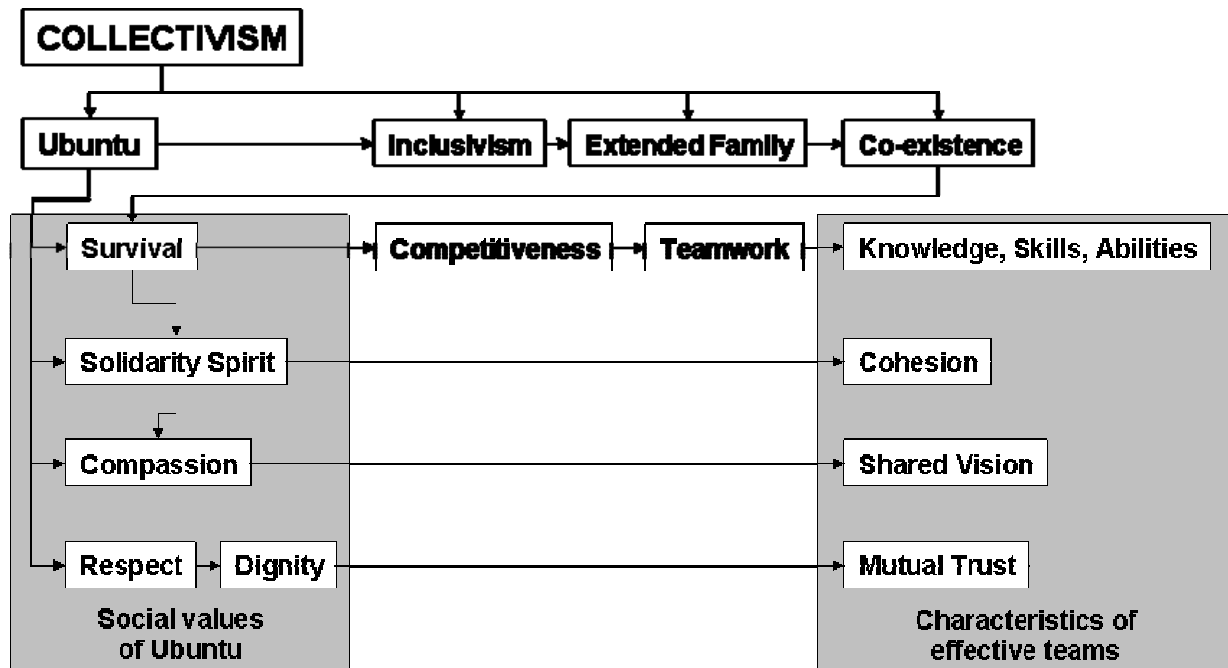 COLLECTIVISM
Ubuntu
Inclusivism
Extended Family
Co-existence
Survival
Competitiveness
Teamwork
Knowledge, Skills, Abilities
Solidarity Spirit
Cohesion
Compassion
Shared Vision
Respect
Dignity
Mutual Trust
Social values
of Ubuntu
Characteristics of
effective teams